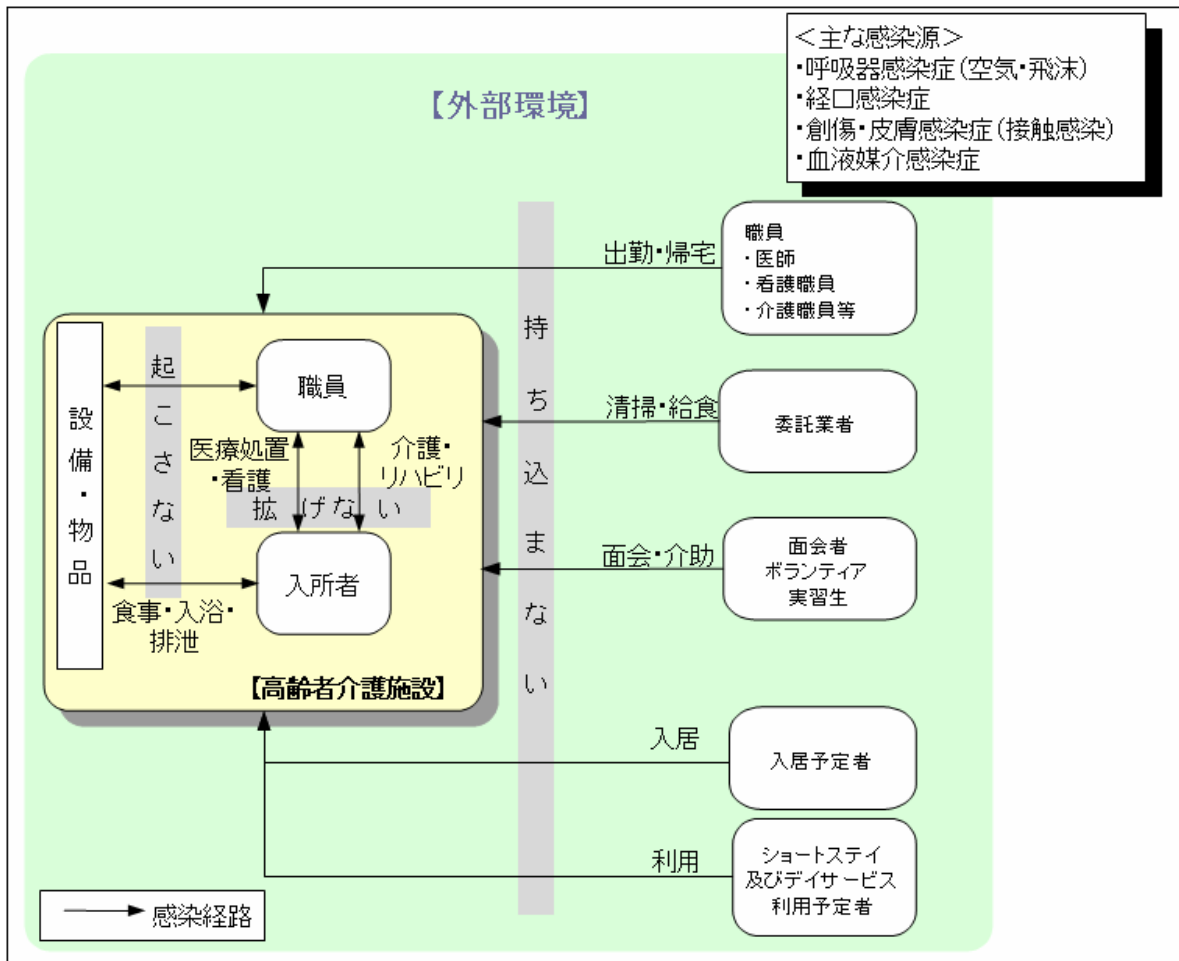 <主な感染源>
・呼吸器感染症(空気・飛沫)
・経口感染症
・創傷・皮膚感染症(接触感染)
・血液媒介感染症
【外部環境】
出勤・帰宅
職員
・医師
・看護職員
・介護職員等
持ち込まない
清掃・給食
委託業者
面会・介助
面会者
ボランティア
実習生
入居
入居予定者
利用
ショートステイ
及びデイサービス
利用予定者
設備・物品
起こさない
職員
医療処置
・看護
介護・
リハビリ
拡げない
入所者
食事・入浴・
排泄
【高齢者介護施設】
感染経路